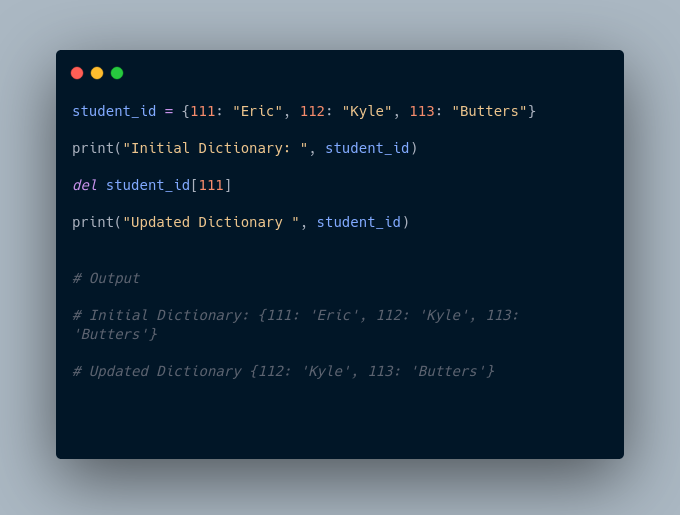 student_id = {111: "Eric", 112: "Kyle", 113: "Butters"}
print("Initial Dictionary: ", student_id)
del student_id[111]
print("Updated Dictionary ", student_id)
# Output
# Initial Dictionary: {111: 'Eric', 112: 'Kyle', 113:
'Butters'}
# Updated Dictionary {112: 'Kyle', 113: 'Butters'}